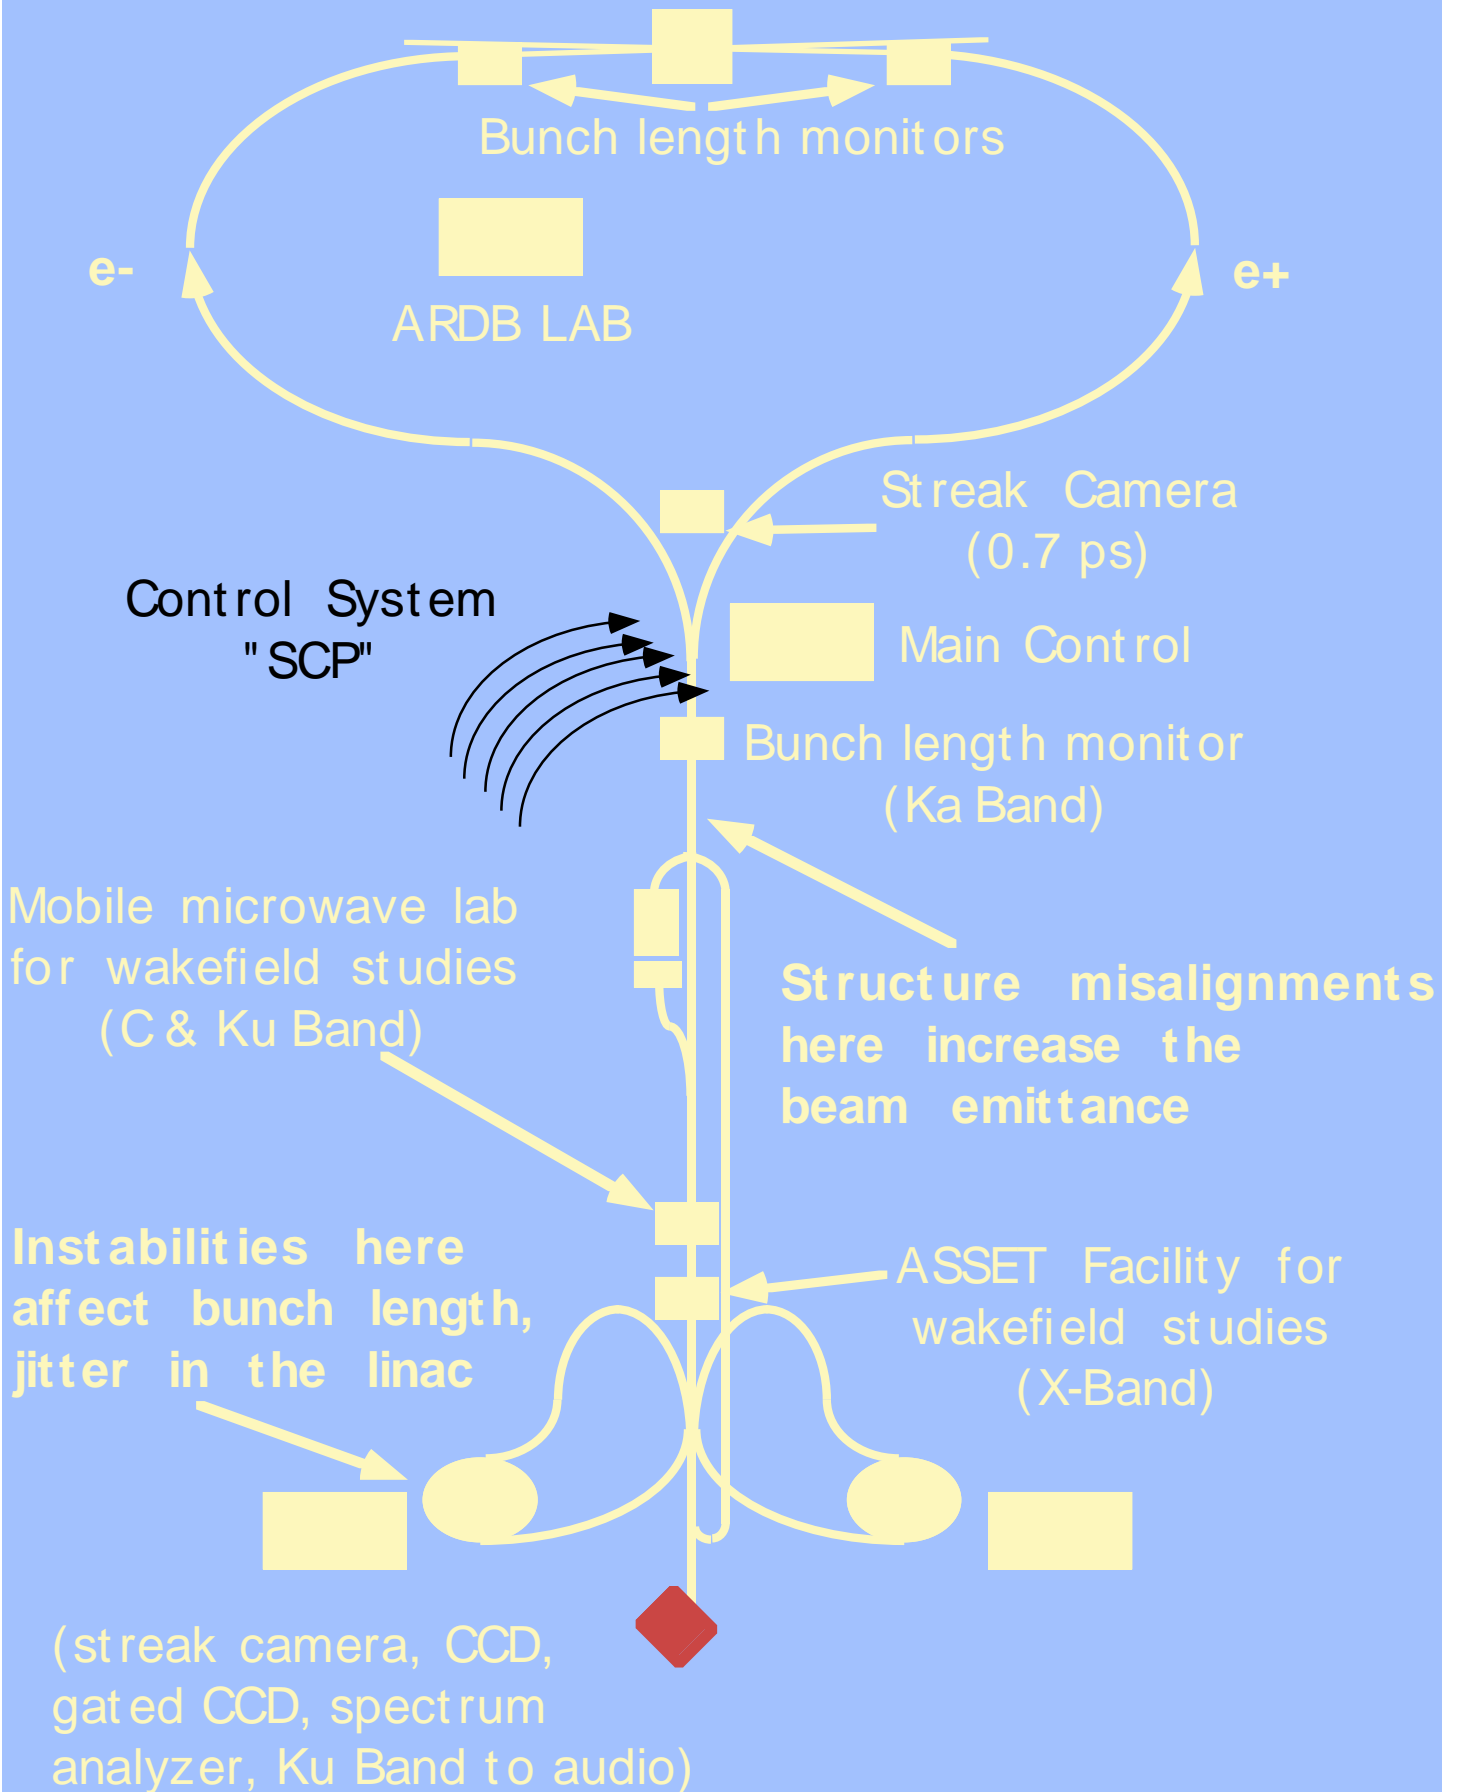 Bunch length monitors
e-
e+
ARDB LAB
Streak Camera
(0.7 ps)
Control System
"SCP"
Main Control
Bunch length monitor
(Ka Band)
Mobile microwave lab
for wakefield studies
(C & Ku Band)
Structure misalignments
here increase the
beam emittance
Instabilities here
affect bunch length,
jitter in the linac
ASSET Facility for
wakefield studies
(X-Band)
(streak camera, CCD,
gated CCD, spectrum
analyzer, Ku Band to audio)